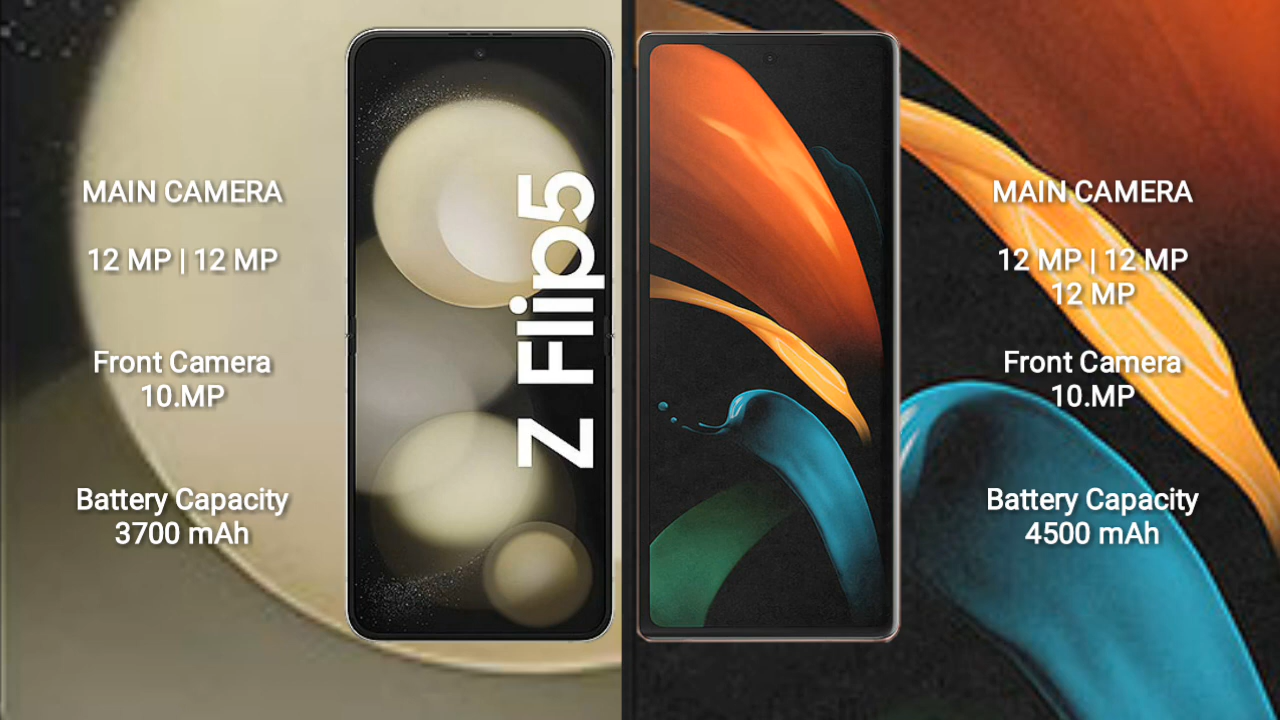 MAIN CAMERA
12 MP | 12 MP
Front Camera
10.MP
Battery Capacity
3700 mAh
Z Flip5
MAIN CAMERA
12 MP | 12 MP
12 MP
Front Camera
10.MP
Battery Capacity
4500 mAh